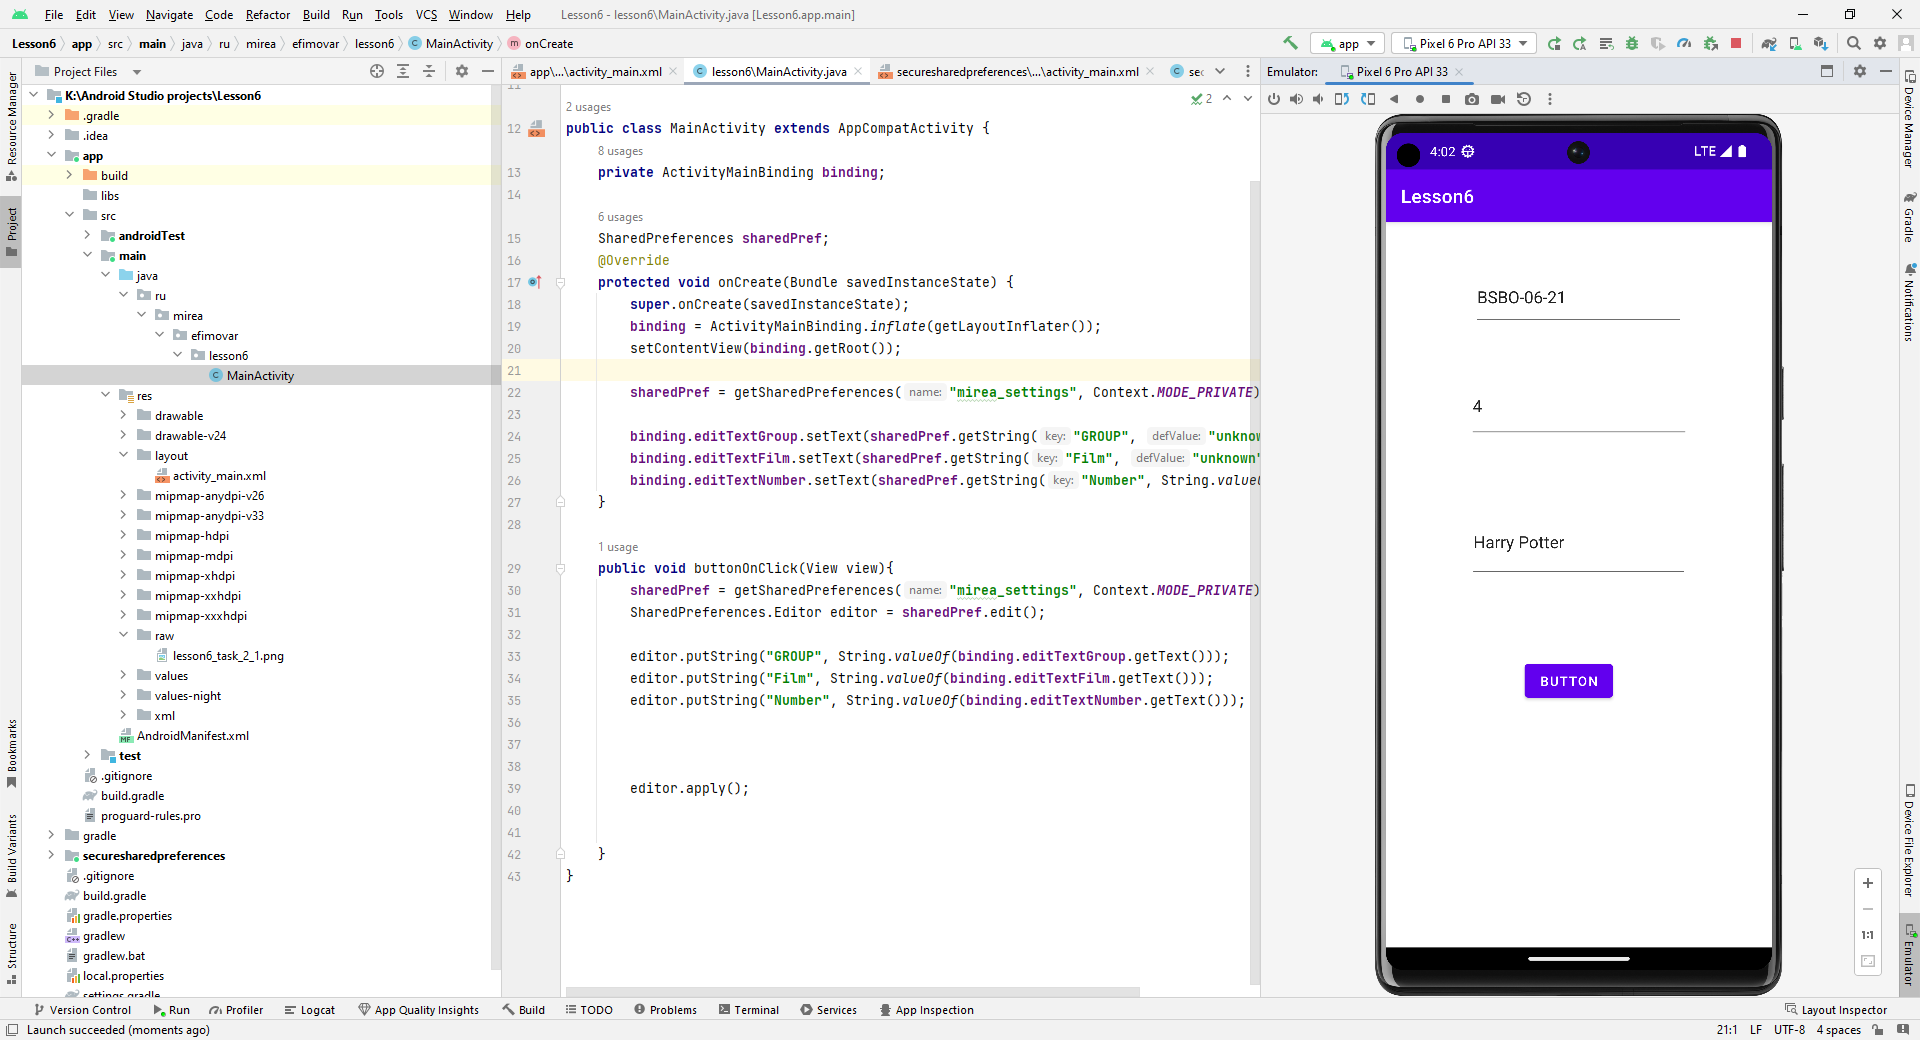 File Edit View Navigate Code Refactor Build Run Tools VCS Window Help Lesson6 - lesson6\MainActivity.java [Lesson6.app.main]
Lesson6 app src main java ru mirea efimovar lesson6 MainActivity onCreate app Pixel 6 Pro API 33
Project Files
app\...\activity_main.xml lesson6\MainActivity.java securesharedpreferences\...\activity_main.xml sec
Emulator: Pixel 6 Pro API 33
Resource Manager
Project
Bookmarks
Build Variants
Structure
K:\Android Studio projects\Lesson6
.gradle
.idea
app
build
libs
src
androidTest
main
java
ru
mirea
efimovar
lesson6
MainActivity
res
drawable
drawable-v24
layout
activity_main.xml
mipmap-anydpi-v26
mipmap-anydpi-v33
mipmap-hdpi
mipmap-mdpi
mipmap-xhdpi
mipmap-xxhdpi
mipmap-xxxhdpi
raw
lesson6_task_2_1.png
values
values-night
xml
AndroidManifest.xml
test
.gitignore
build.gradle
proguard-rules.pro
gradle
securesharedpreferences
.gitignore
build.gradle
gradle.properties
gradlew
gradlew.bat
local.properties
settings.gradle
11
2
2 usages
12 public class MainActivity extends AppCompatActivity {
8 usages
13 private ActivityMainBinding binding;
14
6 usages
15 SharedPreferences sharedPref;
16 @Override
17 protected void onCreate(Bundle savedInstanceState) {
18 super.onCreate(savedInstanceState);
19 binding = ActivityMainBinding.inflate(getLayoutInflater());
20 setContentView(binding.getRoot());
21
22 sharedPref = getSharedPreferences( name: "mirea_settings", Context.MODE_PRIVATE)
23
24 binding.editTextGroup.setText(sharedPref.getString( key: "GROUP", defValue: "unknow
25 binding.editTextFilm.setText(sharedPref.getString( key: "Film", defValue: "unknown"
26 binding.editTextNumber.setText(sharedPref.getString( key: "Number", String.value
27 }
28
1 usage
29 public void buttonOnClick(View view){
30 sharedPref = getSharedPreferences( name: "mirea_settings", Context.MODE_PRIVATE)
31 SharedPreferences.Editor editor = sharedPref.edit();
32
33 editor.putString("GROUP", String.valueOf(binding.editTextGroup.getText()));
34 editor.putString("Film", String.valueOf(binding.editTextFilm.getText()));
35 editor.putString("Number", String.valueOf(binding.editTextNumber.getText()));
36
37
38
39 editor.apply();
40
41
42 }
43 }
4:02 LTE
Lesson6
BSBO-06-21
4
Harry Potter
BUTTON
1:1
Device Manager
Gradle
Notifications
Device File Explorer
Emulator
Version Control Run Profiler Logcat App Quality Insights Build TODO Problems Terminal Services App Inspection Layout Inspector
Launch succeeded (moments ago) 21:1 LF UTF-8 4 spaces